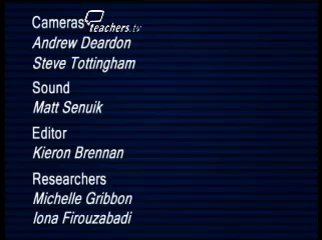 Cameras
teachers.tv
Andrew Deardon
Steve Tottingham
Sound
Matt Senuik
Editor
Kieron Brennan
Researchers
Michelle Gribbon
Iona Firouzabadi